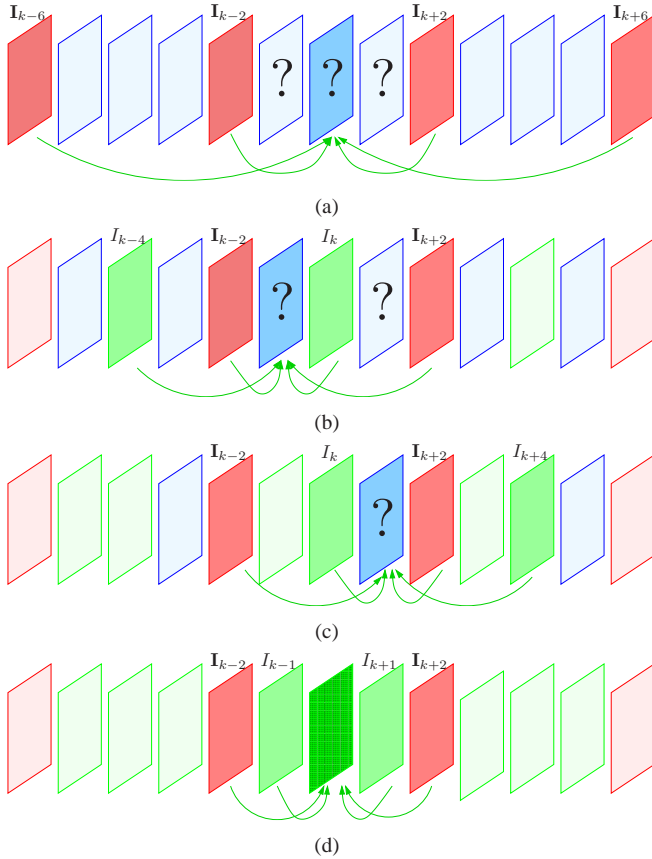 I_{k−6} I_{k−2} I_{k+2} I_{k+6}
? ? ?
(a)
I_{k−4} I_{k−2} I_k I_{k+2}
? ?
(b)
I_{k−2} I_k I_{k+2} I_{k+4}
?
(c)
I_{k−2} I_{k−1} I_{k+1} I_{k+2}
(d)